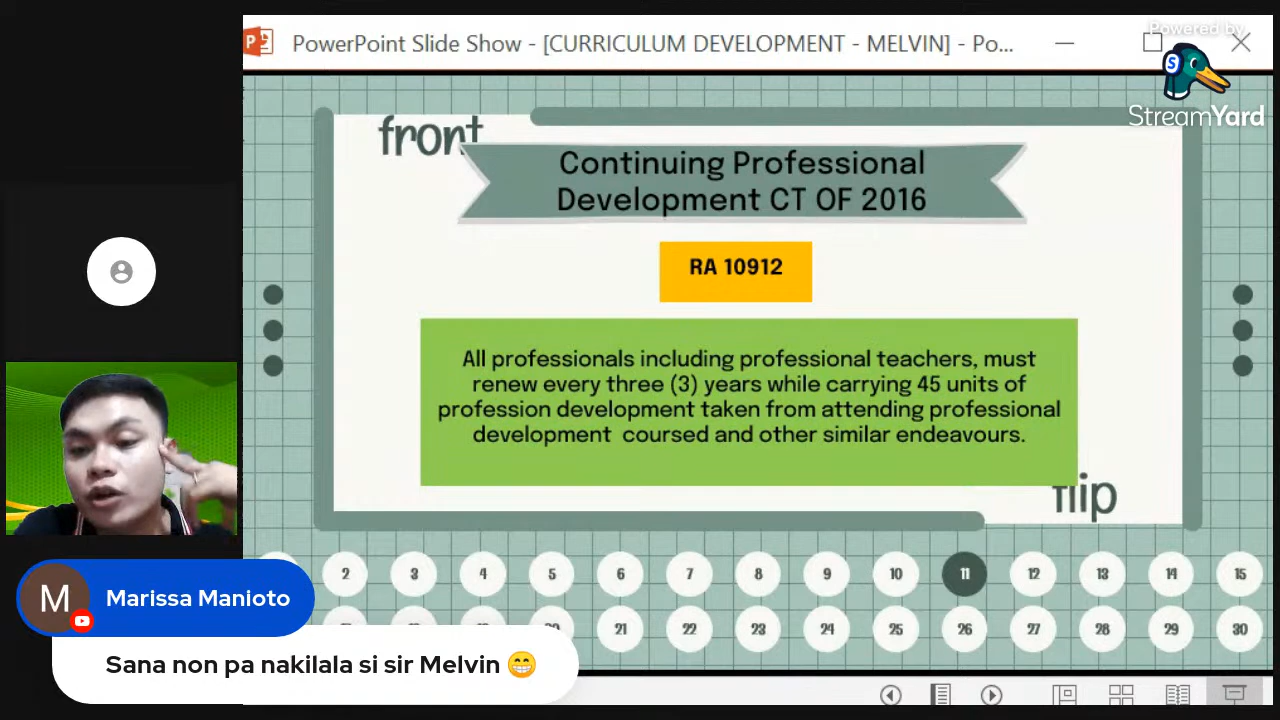 PowerPoint Slide Show - [CURRICULUM DEVELOPMENT - MELVIN] - Po...
Powered by
StreamYard
front
Continuing Professional
Development CT OF 2016
RA 10912
All professionals including professional teachers, must
renew every three (3) years while carrying 45 units of
profession development taken from attending professional
development coursed and other similar endeavours.
flip
2 3 4 5 6 7 8 9 10 11 12 13 14 15
21 22 23 24 25 26 27 28 29 30
M
Marissa Manioto
Sana non pa nakilala si sir Melvin 😁